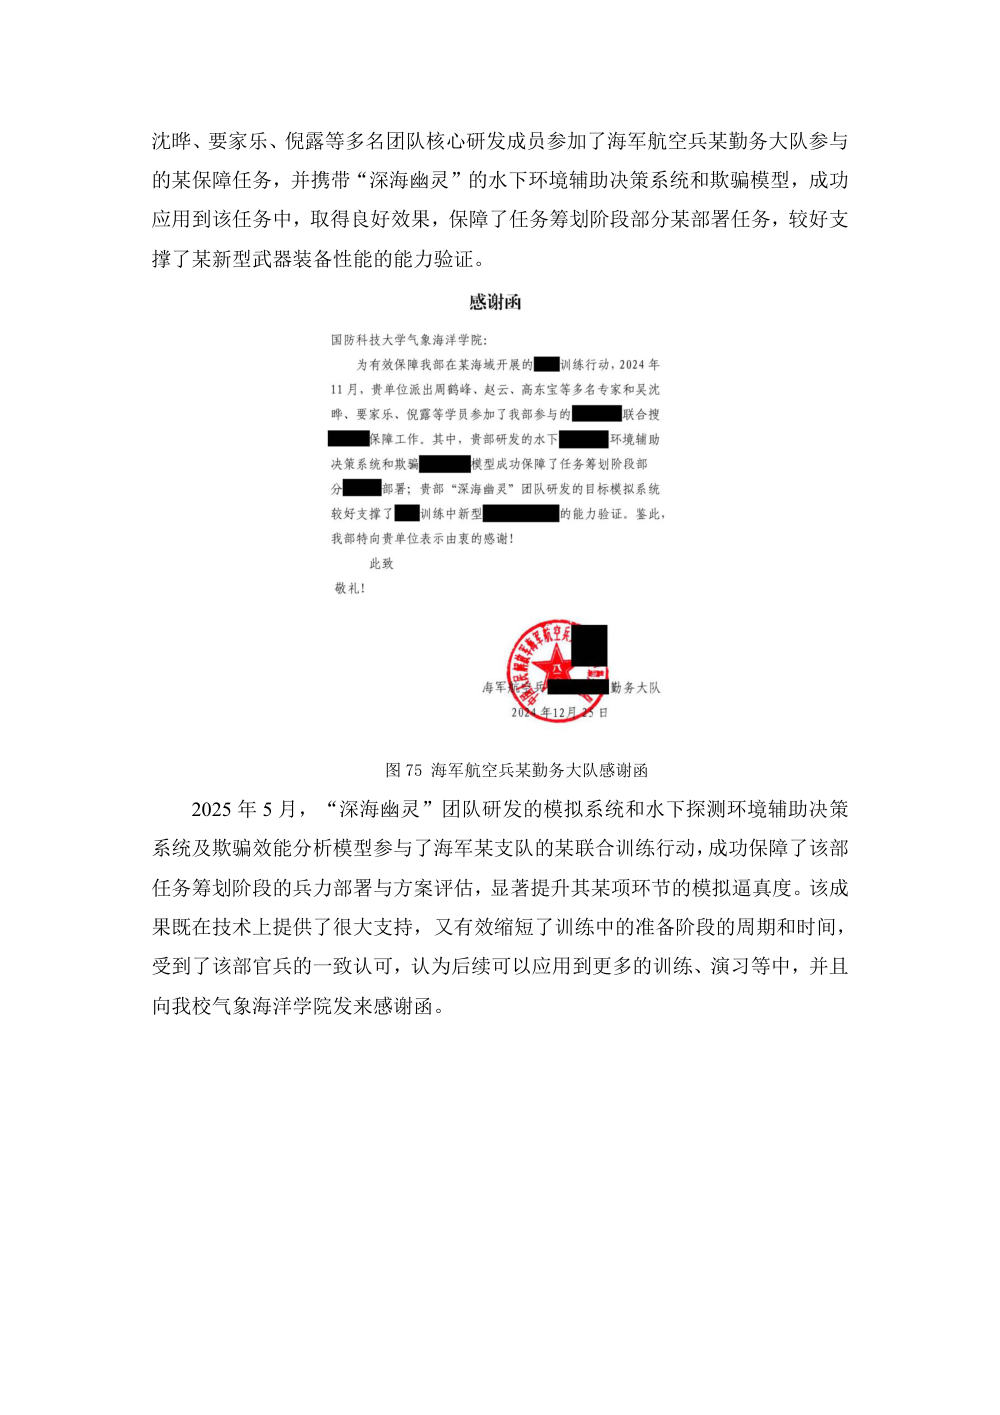 沈晔、要家乐、倪露等多名团队核心研发成员参加了海军航空兵某勤务大队参与
的某保障任务，并携带“深海幽灵”的水下环境辅助决策系统和欺骗模型，成功
应用到该任务中，取得良好效果，保障了任务筹划阶段部分某部署任务，较好支
撑了某新型武器装备性能的能力验证。
感谢函
国防科技大学气象海洋学院：
为有效保障我部在某海域开展的 训练行动，2024年
11月，贵单位派出周鹤峰、赵云、高东宝等多名专家和吴沈
晔、要家乐、倪露等学员参加了我部参与的 联合搜
保障工作。其中，贵部研发的水下 环境辅助
决策系统和欺骗 模型成功保障了任务筹划阶段部
分 部署；贵部“深海幽灵”团队研发的目标模拟系统
较好支撑了 训练中新型 的能力验证。鉴此，
我部特向贵单位表示由衷的感谢！
此致
敬礼！
中国人民解放军海军航空兵
八一
海军航空兵 勤务大队
2024年12月25日
图 75 海军航空兵某勤务大队感谢函
2025 年 5 月，“深海幽灵”团队研发的模拟系统和水下探测环境辅助决策
系统及欺骗效能分析模型参与了海军某支队的某联合训练行动，成功保障了该部
任务筹划阶段的兵力部署与方案评估，显著提升其某项环节的模拟逼真度。该成
果既在技术上提供了很大支持，又有效缩短了训练中的准备阶段的周期和时间，
受到了该部官兵的一致认可，认为后续可以应用到更多的训练、演习等中，并且
向我校气象海洋学院发来感谢函。